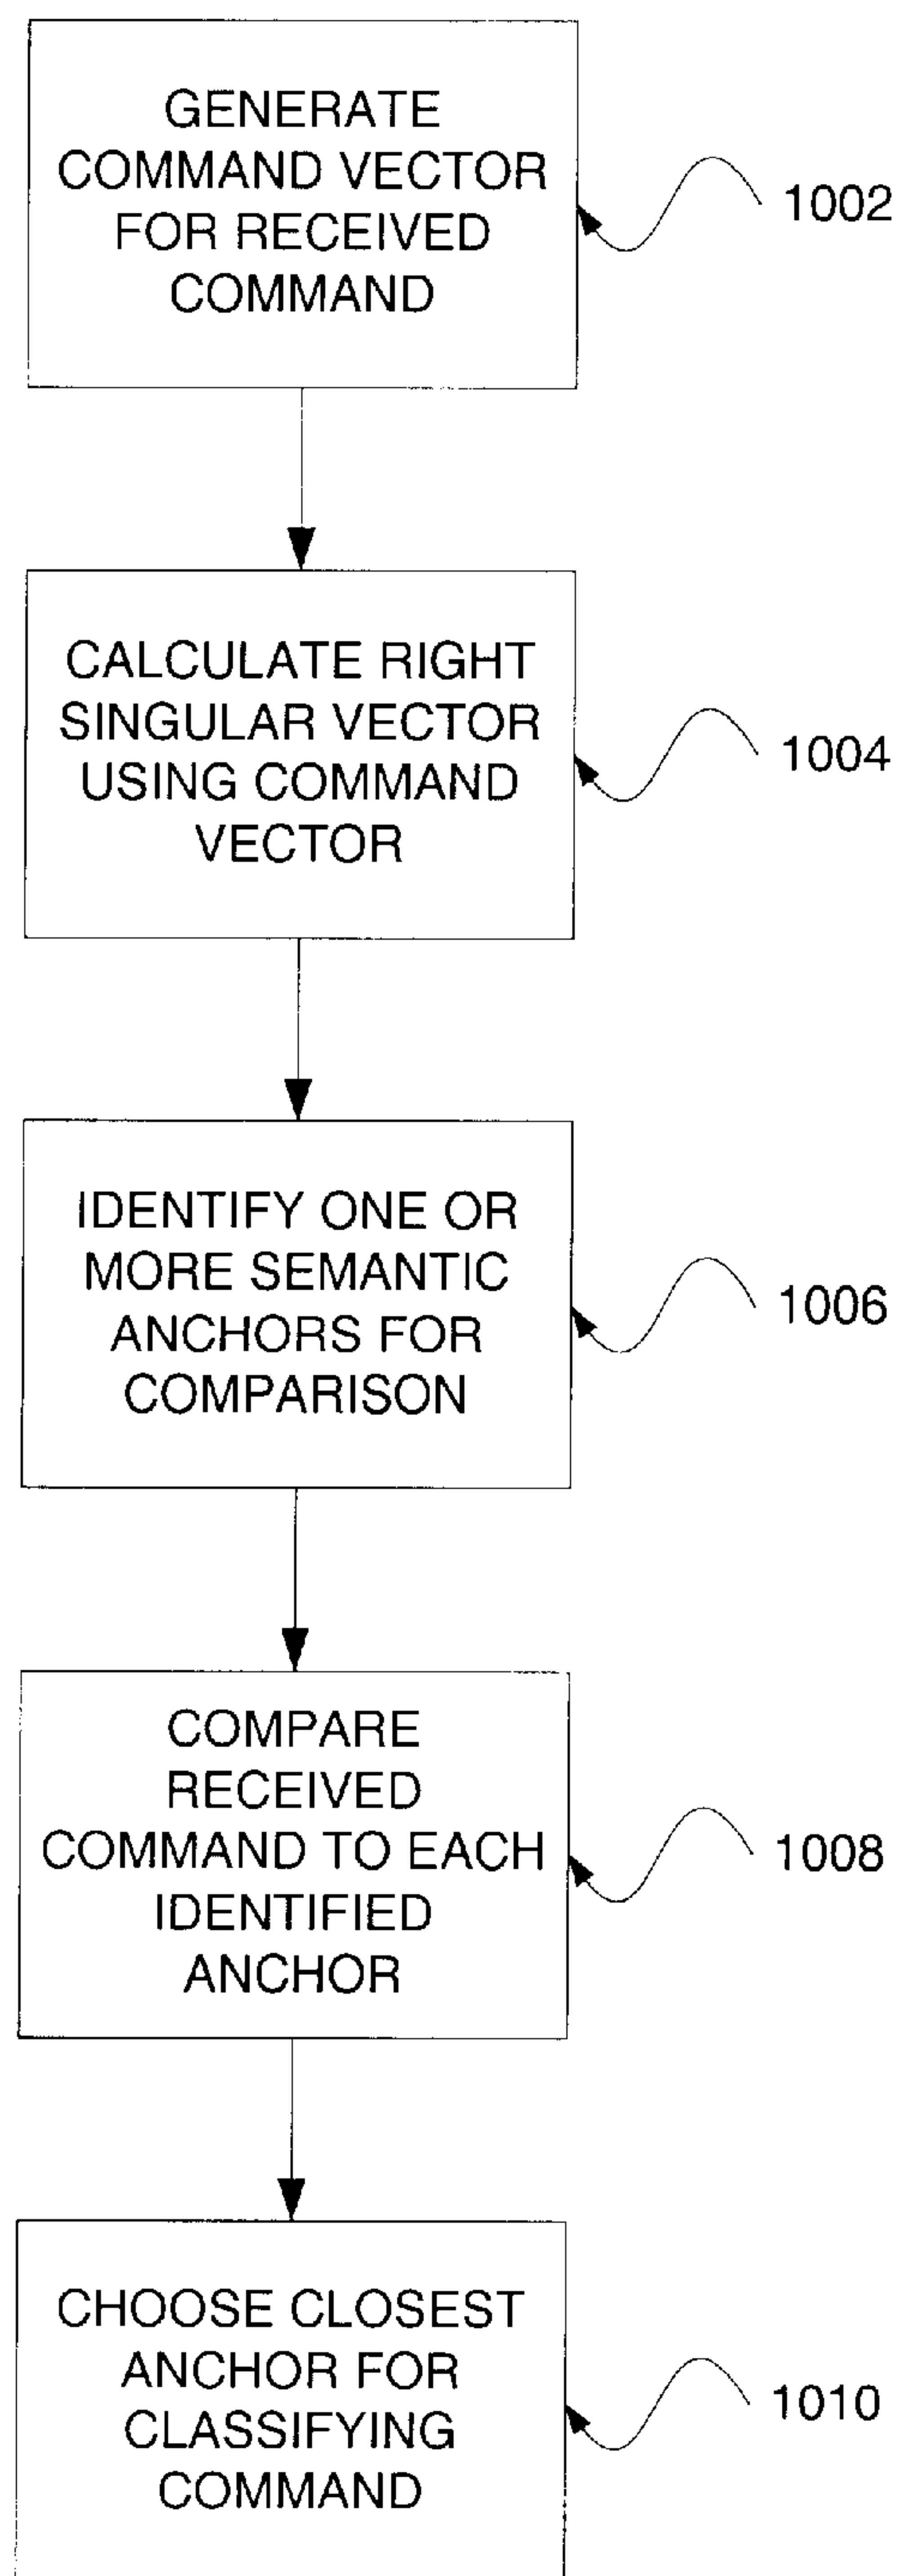 GENERATE
COMMAND VECTOR
FOR RECEIVED
COMMAND
1002
CALCULATE RIGHT
SINGULAR VECTOR
USING COMMAND
VECTOR
1004
IDENTIFY ONE OR
MORE SEMANTIC
ANCHORS FOR
COMPARISON
1006
COMPARE
RECEIVED
COMMAND TO EACH
IDENTIFIED
ANCHOR
1008
CHOOSE CLOSEST
ANCHOR FOR
CLASSIFYING
COMMAND
1010